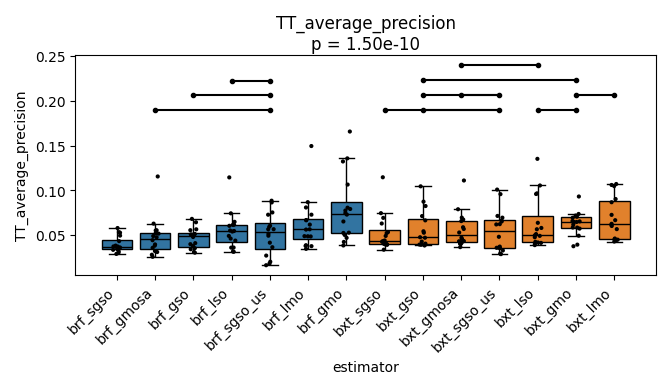 TT_average_precision
p = 1.50e-10
TT_average_precision
0.25
0.20
0.15
0.10
0.05
brf_sgso
brf_gmosa
brf_gso
brf_lso
brf_sgso_us
brf_lmo
brf_gmo
bxt_sgso
bxt_gso
bxt_gmosa
bxt_sgso_us
bxt_lso
bxt_gmo
bxt_lmo
estimator